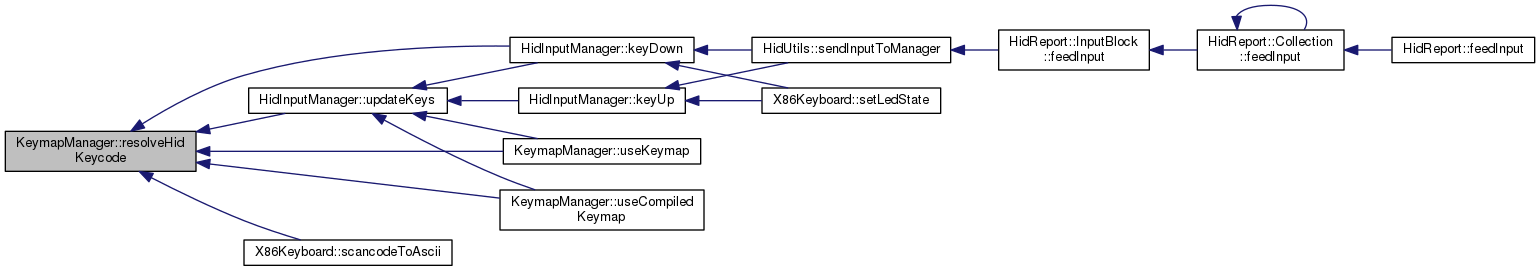 KeymapManager::resolveHid
Keycode
HidInputManager::keyDown
HidUtils::sendInputToManager
HidReport::InputBlock
::feedInput
HidReport::Collection
::feedInput
HidReport::feedInput
HidInputManager::updateKeys
HidInputManager::keyUp
X86Keyboard::setLedState
KeymapManager::useKeymap
KeymapManager::useCompiled
Keymap
X86Keyboard::scancodeToAscii